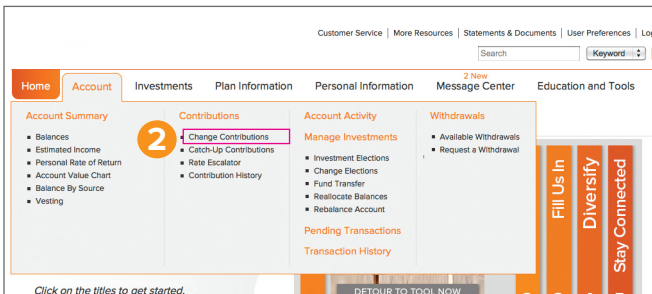 Customer Service | More Resources | Statements & Documents | User Preferences |
Search Keyword
2 New
Home Account Investments Plan Information Personal Information Message Center Education and Tools
Account Summary
Balances
Estimated Income
Personal Rate of Return
Account Value Chart
Balance By Source
Vesting
2
Contributions
Change Contributions
Catch-Up Contributions
Rate Escalator
Contribution History
Account Activity
Manage Investments
Investment Elections
Change Elections
Fund Transfer
Reallocate Balances
Rebalance Account
Pending Transactions
Transaction History
Withdrawals
Available Withdrawals
Request a Withdrawal
Fill Us In
Diversify
Stay Connected
Click on the titles to get started.
DETOUR TO TOOL NOW